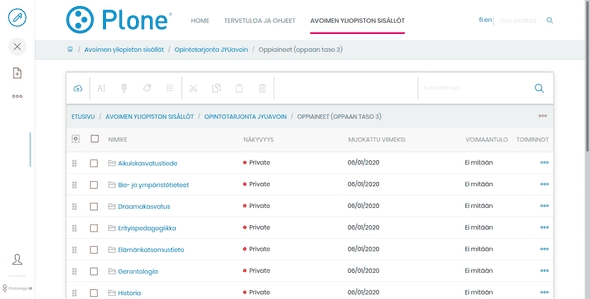 Plone®
HOME TERVETULOA JA OHJEET AVOIMEN YLIOPISTON SISÄLLÖT
fi en
/ Avoimen yliopiston sisällöt / Opintotarjonta JYUavoin / Oppiaineet (oppaan taso 3)
ETUSIVU / AVOIMEN YLIOPISTON SISÄLLÖT / OPINTOTARJONTA JYUAVOIN / OPPIAINEET (OPPAAN TASO 3)
NIMIKE NÄKYVYYS MUOKATTU VIIMEKSI VOIMAANTULO TOIMINNOT
Aikuiskasvatustiede Private 06/01/2020 Ei mitään
Bio- ja ympäristötieteet Private 06/01/2020 Ei mitään
Draamakasvatus Private 06/01/2020 Ei mitään
Erityispedagogiikka Private 06/01/2020 Ei mitään
Elämänkatsomustieto Private 06/01/2020 Ei mitään
Gerontologia Private 06/01/2020 Ei mitään
Historia Private 06/01/2020 Ei mitään